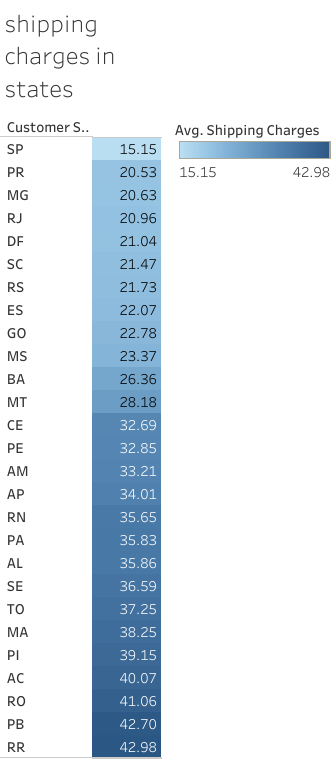 shipping
charges in
states
Customer S..
SP 15.15
PR 20.53
MG 20.63
RJ 20.96
DF 21.04
SC 21.47
RS 21.73
ES 22.07
GO 22.78
MS 23.37
BA 26.36
MT 28.18
CE 32.69
PE 32.85
AM 33.21
AP 34.01
RN 35.65
PA 35.83
AL 35.86
SE 36.59
TO 37.25
MA 38.25
PI 39.15
AC 40.07
RO 41.06
PB 42.70
RR 42.98
Avg. Shipping Charges
15.15 42.98